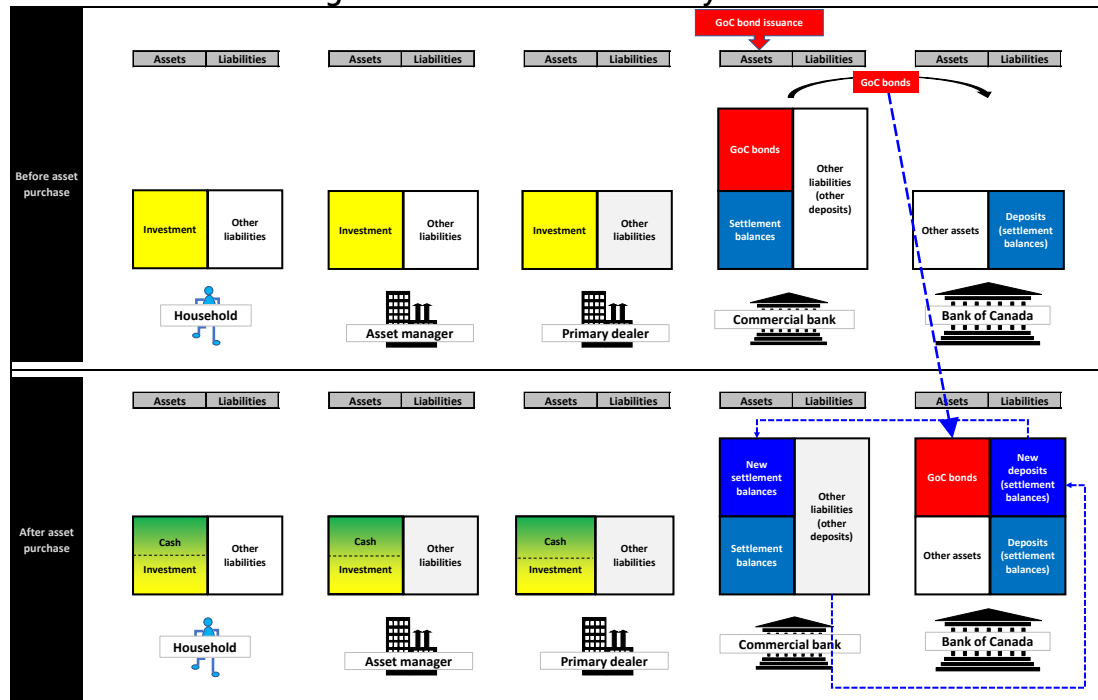 GoC bond issuance
Assets Liabilities
Assets Liabilities
Assets Liabilities
Assets Liabilities
Assets Liabilities
GoC bonds
Before asset
purchase
Investment
Other
liabilities
Investment
Other
liabilities
Investment
Other
liabilities
GoC bonds
Settlement
balances
Other
liabilities
(other
deposits)
Other assets
Deposits
(settlement
balances)
Household
Asset manager
Primary dealer
Commercial bank
Bank of Canada
After asset
purchase
Assets Liabilities
Assets Liabilities
Assets Liabilities
Assets Liabilities
Assets Liabilities
Cash
Investment
Other
liabilities
Cash
Investment
Other
liabilities
Cash
Investment
Other
liabilities
New
settlement
balances
Settlement
balances
Other
liabilities
(other
deposits)
GoC bonds
Other assets
New
deposits
(settlement
balances)
Deposits
(settlement
balances)
Household
Asset manager
Primary dealer
Commercial bank
Bank of Canada